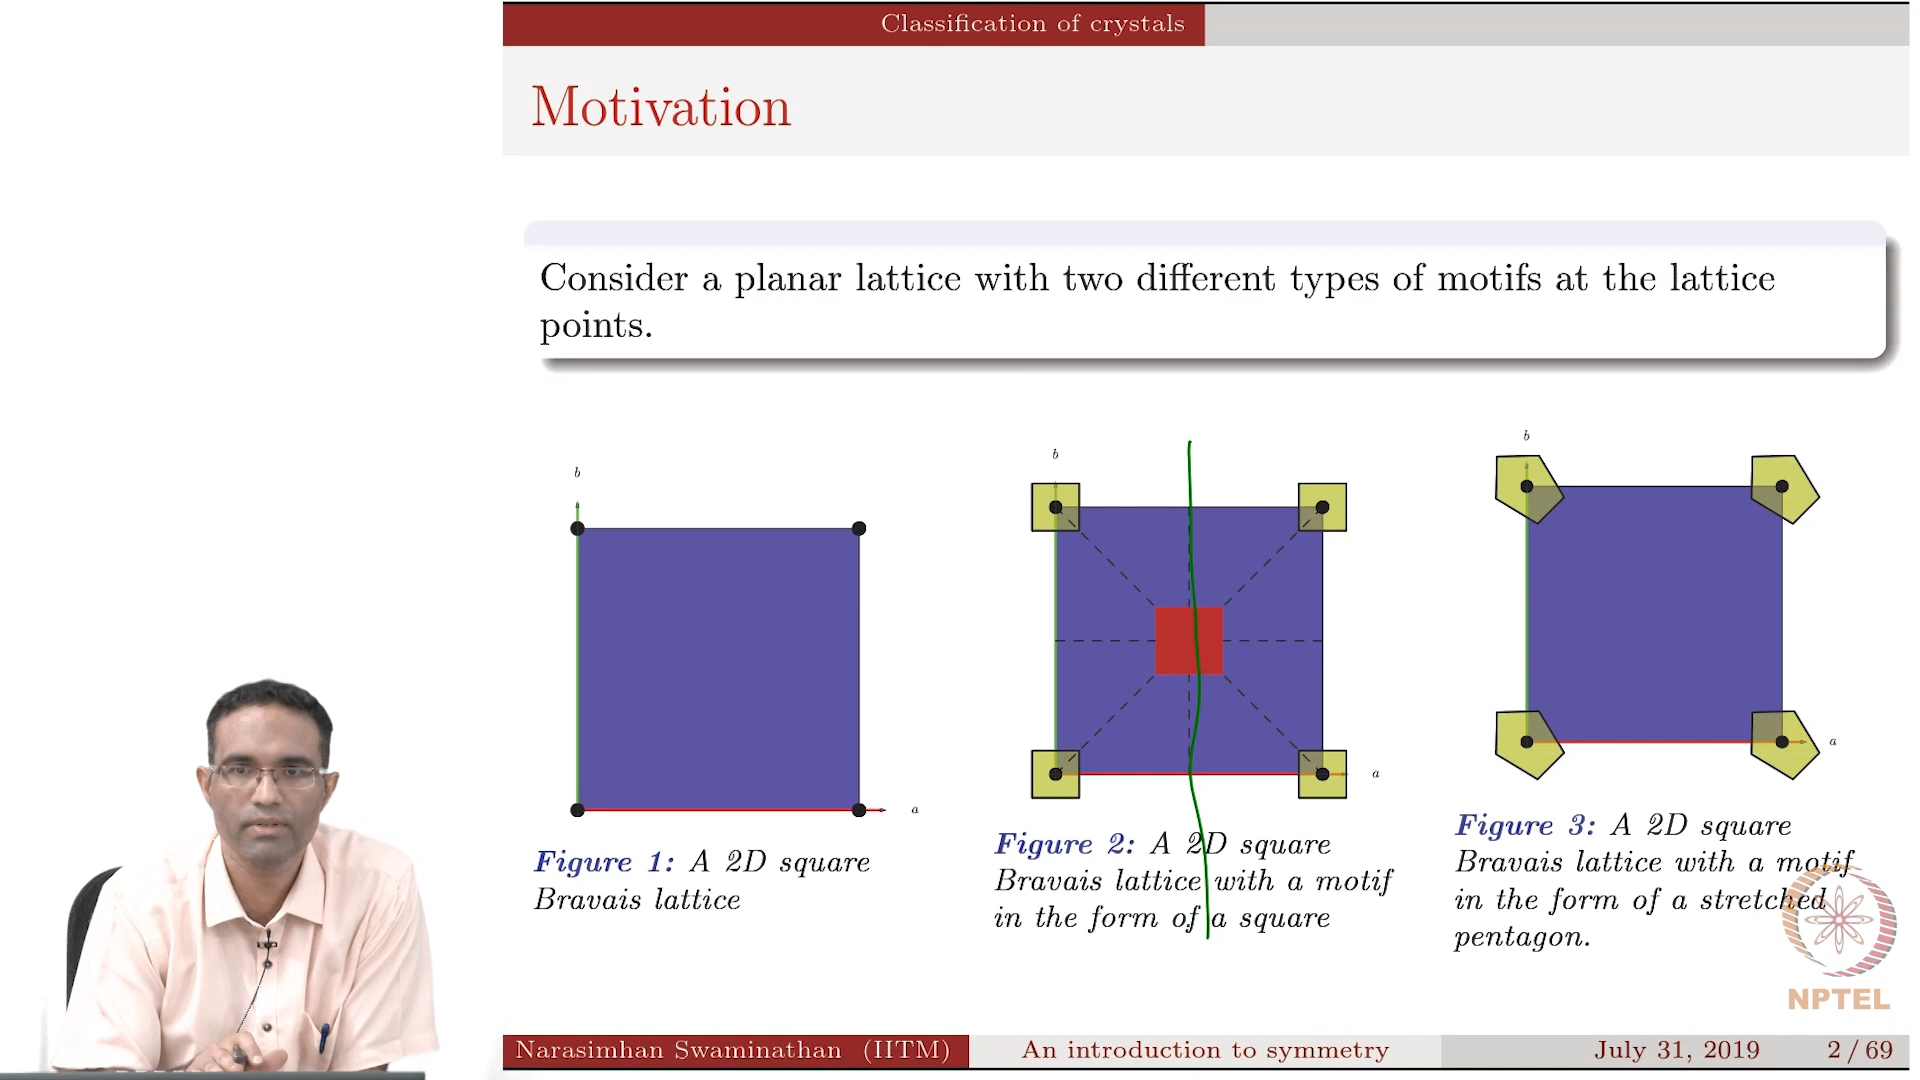 Classification of crystals
Motivation
Consider a planar lattice with two different types of motifs at the lattice
points.
b
a
Figure 1: A 2D square
Bravais lattice
b
a
Figure 2: A 2D square
Bravais lattice with a motif
in the form of a square
b
a
Figure 3: A 2D square
Bravais lattice with a motif
in the form of a stretched
pentagon.
NPTEL
Narasimhan Swaminathan (IITM)
An introduction to symmetry
July 31, 2019
2 / 69